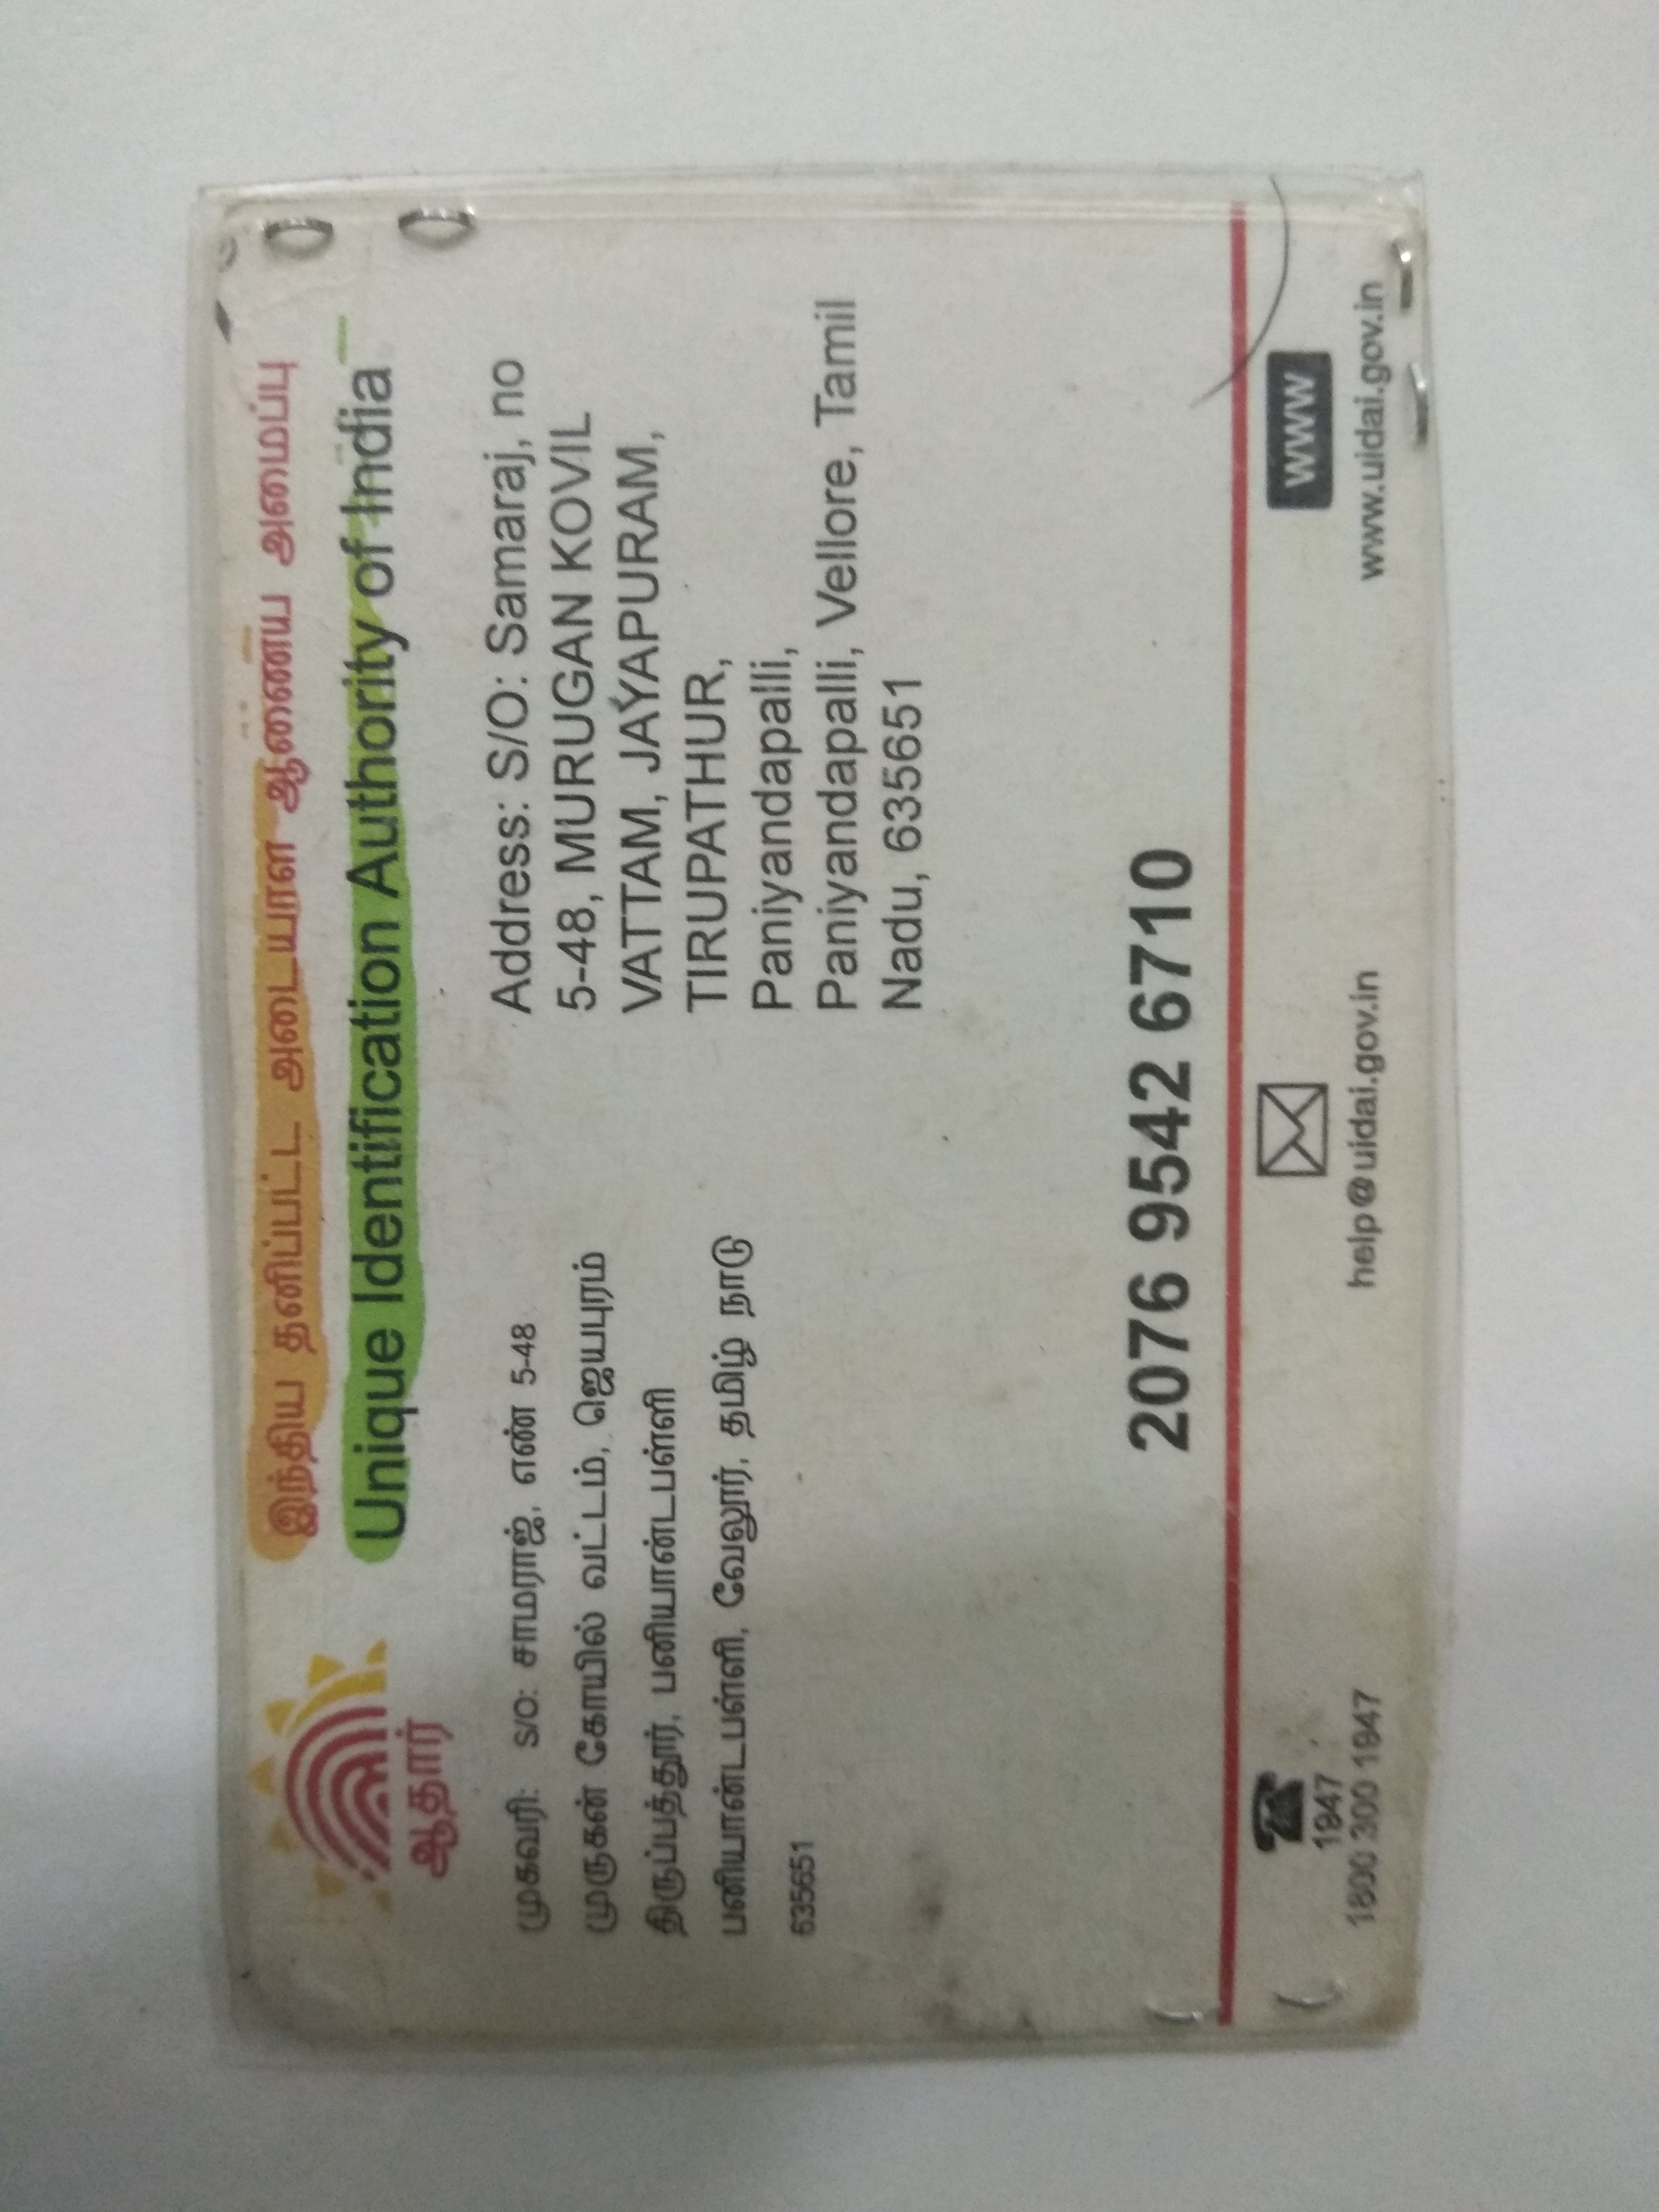 இந்திய தனிப்பட்ட அடையாள ஆணைய அமைப்பு
Unique Identification Authority of India
ஆதார்
முகவரி: S/O: சாமராஜ், எண் 5-48
முருகன் கோயில் வட்டம், ஜெயபுரம்
திருப்பத்தூர், பனியான்டபள்ளி
பனியான்டபள்ளி, வேலூர், தமிழ் நாடு
635651
Address: S/O: Samaraj, no
5-48, MURUGAN KOVIL
VATTAM, JAYAPURAM,
TIRUPATHUR,
Paniyandapalli,
Paniyandapalli, Vellore, Tamil
Nadu, 635651
2076 9542 6710
1947
1800 300 1947
help@uidai.gov.in
WWW
www.uidai.gov.in